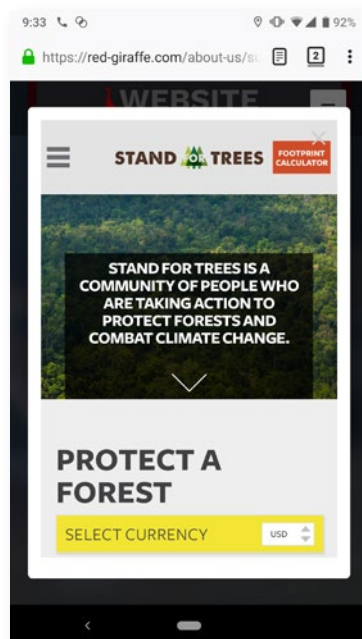 9:33
92%
https://red-giraffe.com/about-us/su
2
WEBSITE
STAND FOR TREES
FOOTPRINT
CALCULATOR
STAND FOR TREES IS A
COMMUNITY OF PEOPLE WHO
ARE TAKING ACTION TO
PROTECT FORESTS AND
COMBAT CLIMATE CHANGE.
PROTECT A
FOREST
SELECT CURRENCY
USD